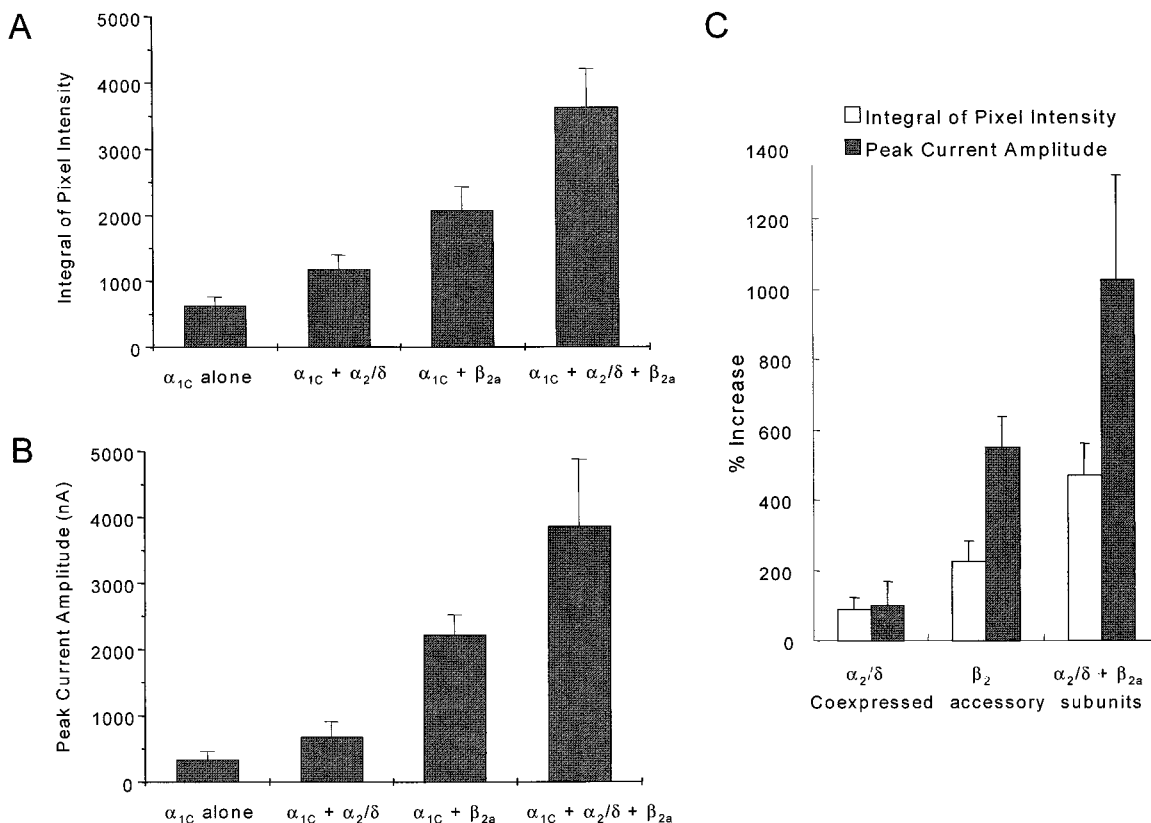 A
Integral of Pixel Intensity
5000
4000
3000
2000
1000
0
α1C alone
α1C + α2/δ
α1C + β2a
α1C + α2/δ + β2a
B
Peak Current Amplitude (nA)
5000
4000
3000
2000
1000
0
α1C alone
α1C + α2/δ
α1C + β2a
α1C + α2/δ + β2a
C
Integral of Pixel Intensity
Peak Current Amplitude
% Increase
1400
1200
1000
800
600
400
200
0
α2/δ
β2
α2/δ + β2a
Coexpressed accessory subunits